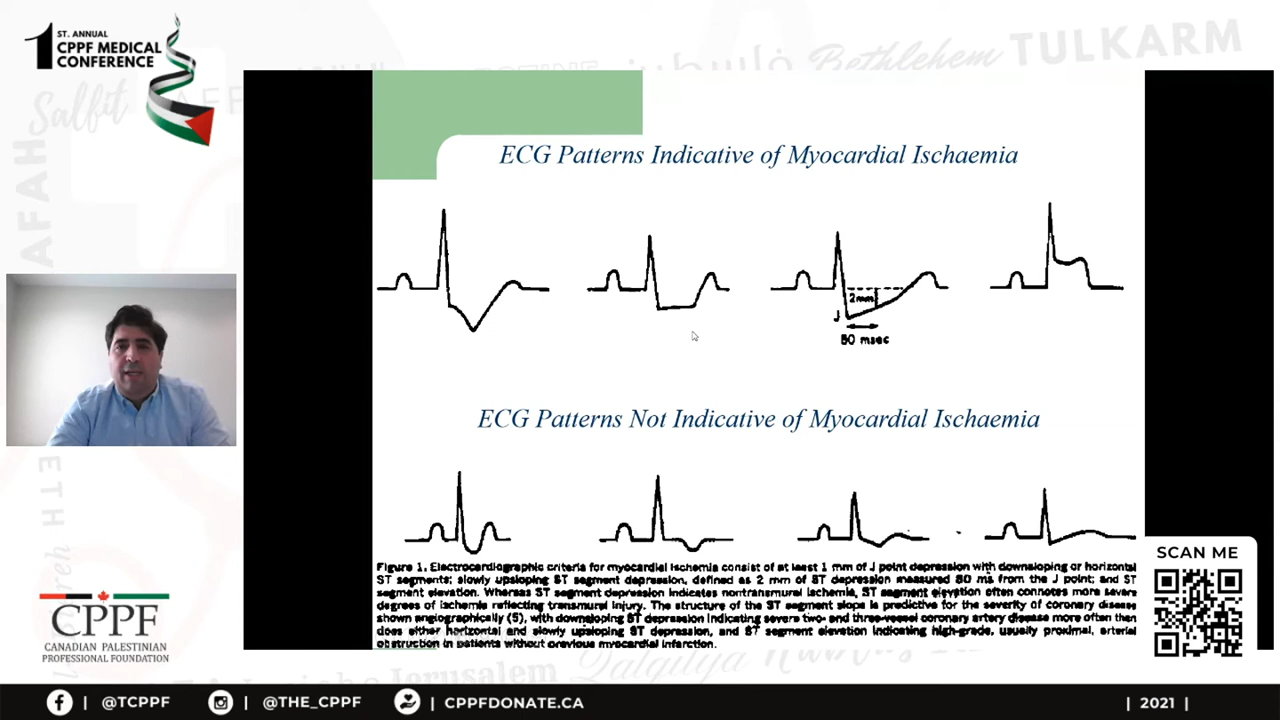 1
ST. ANNUAL
CPPF MEDICAL
CONFERENCE
Salfit
Bethlehem
TULKARM
ECG Patterns Indicative of Myocardial Ischaemia
2mm
J
80 msec
ECG Patterns Not Indicative of Myocardial Ischaemia
Figure 1. Electrocardiographic criteria for myocardial ischemia consist of at least 1 mm of J point depression with downsloping or horizontal
ST segments; slowly upsloping ST segment depression, defined as 2 mm of ST depression measured 80 ms from the J point; and ST
segment elevation. Whereas ST segment depression indicates nontransmural ischemia, ST segment elevation often connotes more severe
degrees of ischemia reflecting transmural injury. The structure of the ST segment slope is predictive for the severity of coronary disease
shown angiographically (5), with downsloping ST depression indicating severe two- and three-vessel coronary artery disease more often than
does either horizontal and slowly upsloping ST depression, and ST segment elevation indicating high-grade, usually proximal, arterial
obstruction in patients without previous myocardial infarction.
SCAN ME
CPPF
CANADIAN PALESTINIAN
PROFESSIONAL FOUNDATION
Jerusalem
Qalqilya
| @TCPPF
| @THE_CPPF
| CPPFDONATE.CA
| 2021 |